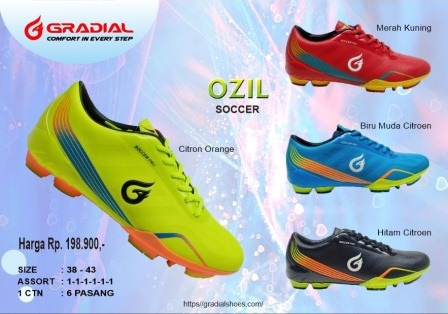 GRADIAL
COMFORT IN EVERY STEP
OZIL
SOCCER
Merah Kuning
Citron Orange
Biru Muda Citroen
Hitam Citroen
Harga Rp. 198.900,-
SIZE : 38 - 43
ASSORT : 1-1-1-1-1-1
1 CTN : 6 PASANG
https//gradialshoes.com/